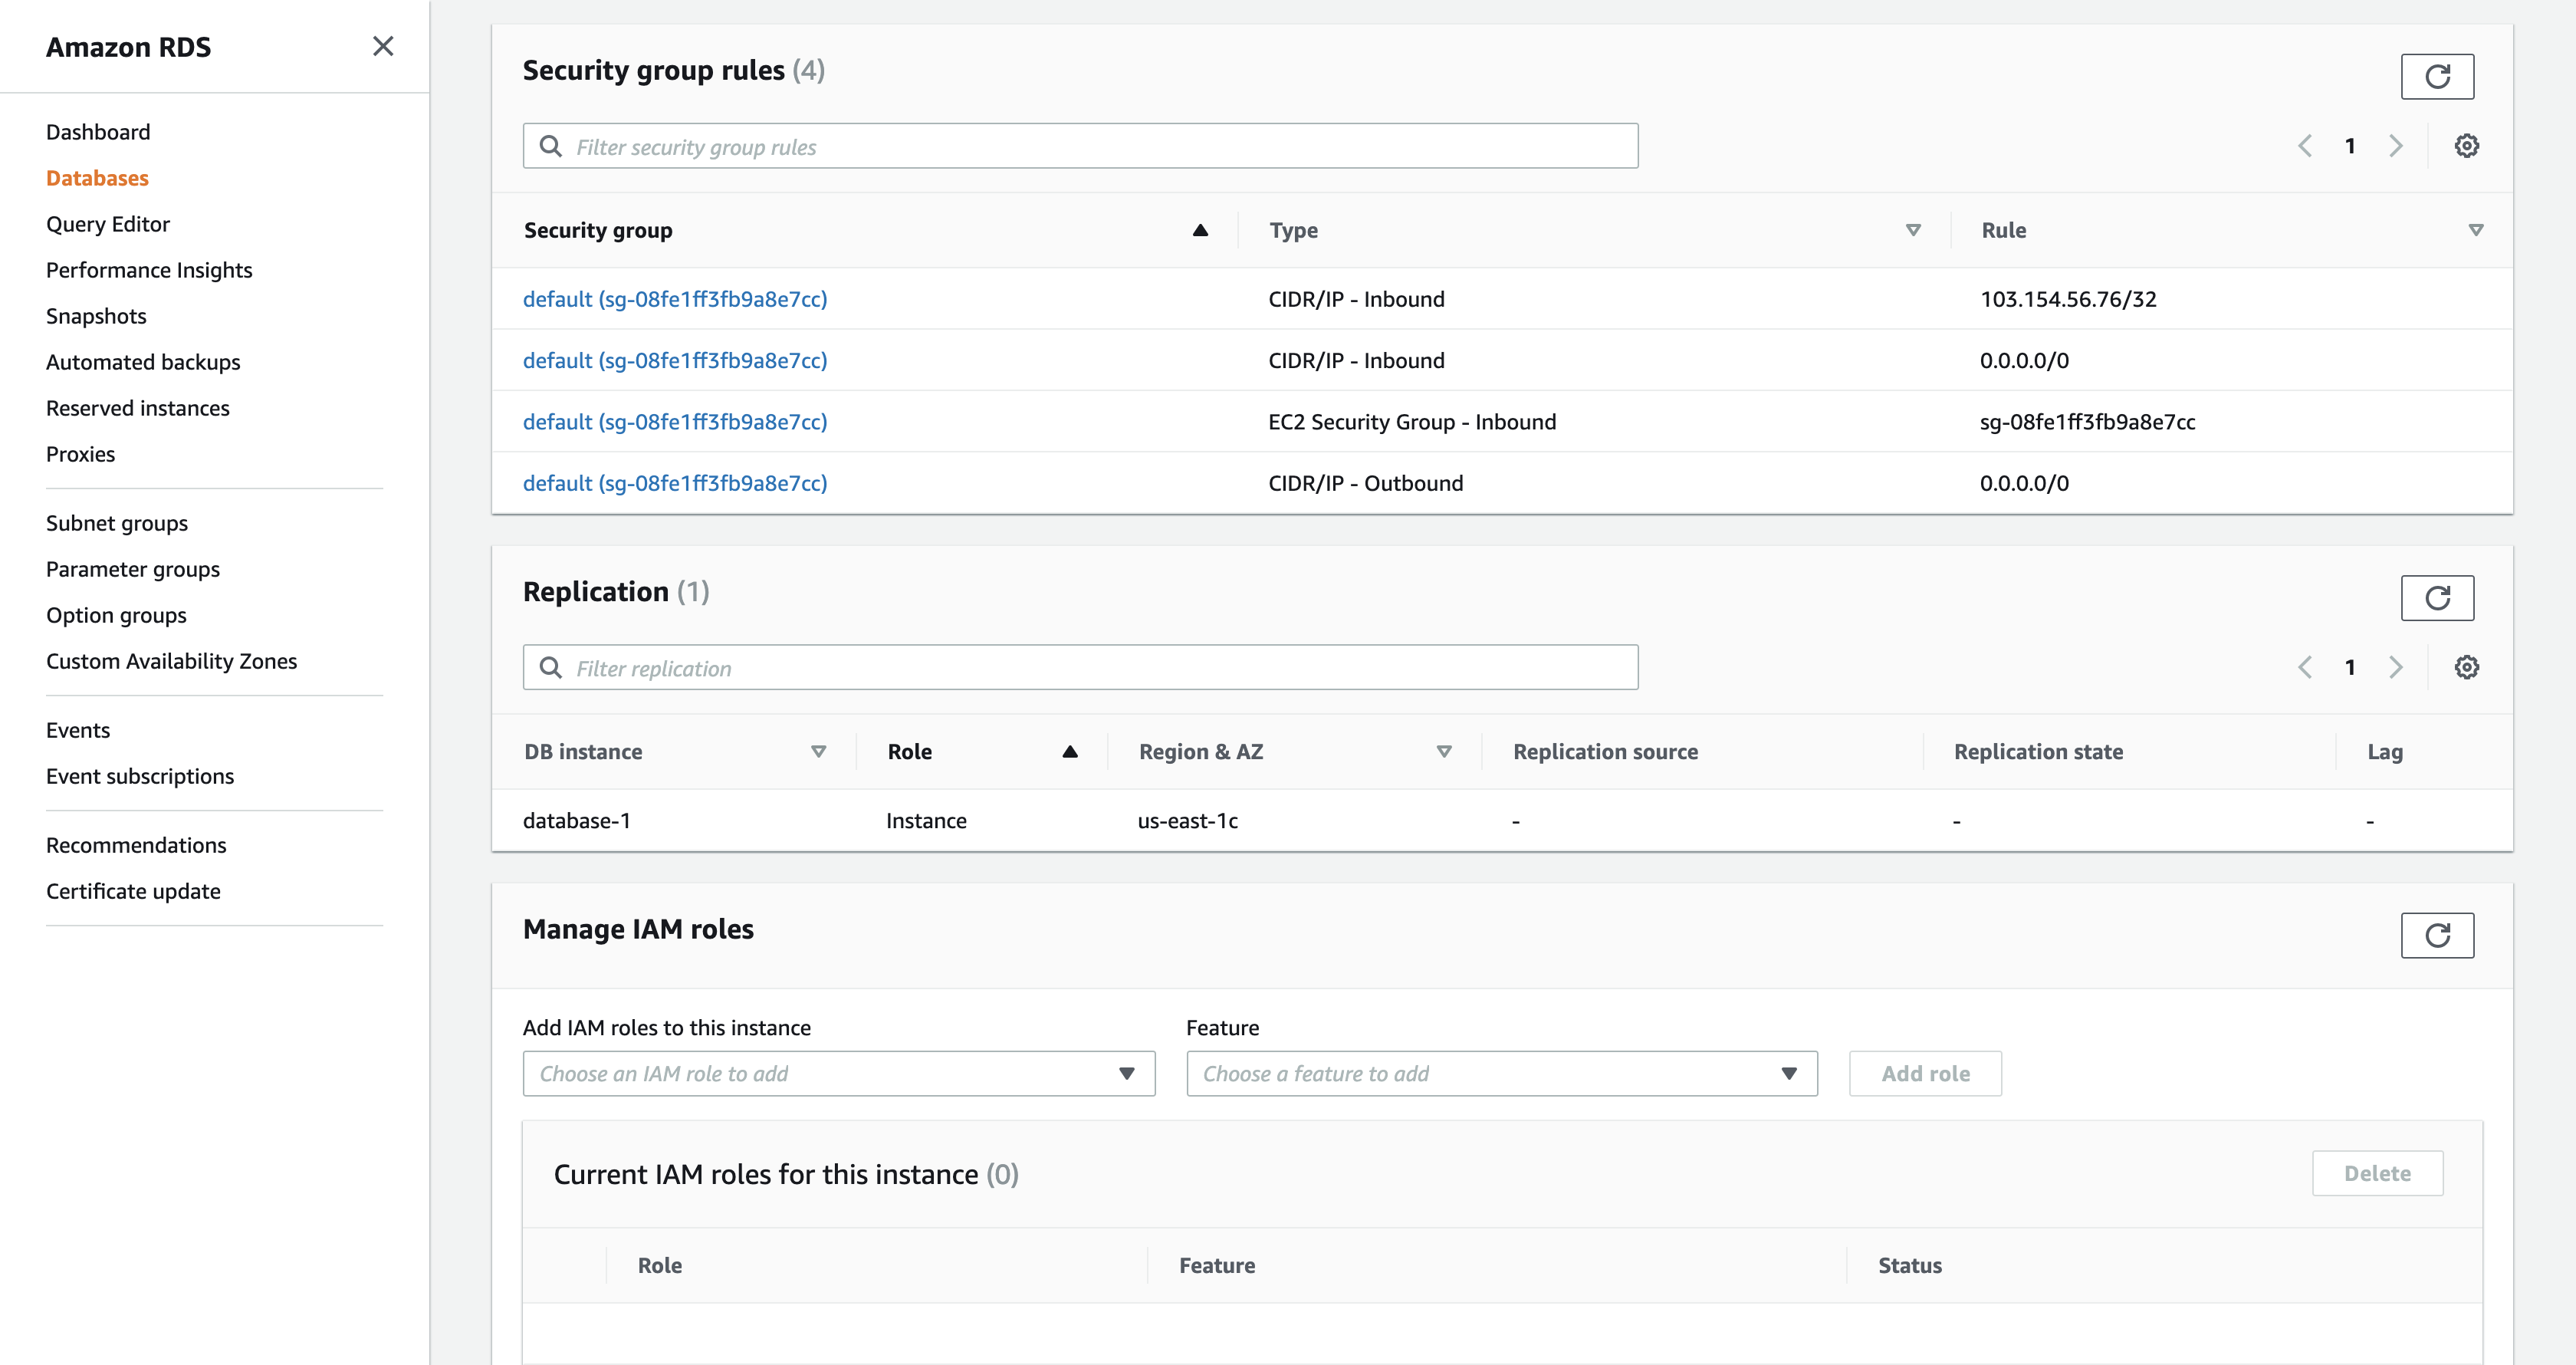 Amazon RDS
Dashboard
Databases
Query Editor
Performance Insights
Snapshots
Automated backups
Reserved instances
Proxies
Subnet groups
Parameter groups
Option groups
Custom Availability Zones
Events
Event subscriptions
Recommendations
Certificate update
Security group rules (4)
Filter security group rules
1
Security group Type Rule
default (sg-08fe1ff3fb9a8e7cc) CIDR/IP - Inbound 103.154.56.76/32
default (sg-08fe1ff3fb9a8e7cc) CIDR/IP - Inbound 0.0.0.0/0
default (sg-08fe1ff3fb9a8e7cc) EC2 Security Group - Inbound sg-08fe1ff3fb9a8e7cc
default (sg-08fe1ff3fb9a8e7cc) CIDR/IP - Outbound 0.0.0.0/0
Replication (1)
Filter replication
1
DB instance Role Region & AZ Replication source Replication state Lag
database-1 Instance us-east-1c - - -
Manage IAM roles
Add IAM roles to this instance Feature
Choose an IAM role to add Choose a feature to add Add role
Current IAM roles for this instance (0) Delete
Role Feature Status